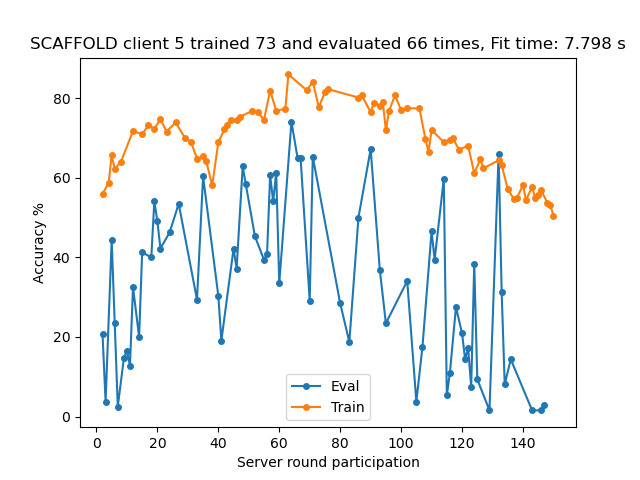 SCAFFOLD client 5 trained 73 and evaluated 66 times, Fit time: 7.798 s
Accuracy %
80
60
40
20
0
Eval
Train
0 20 40 60 80 100 120 140
Server round participation